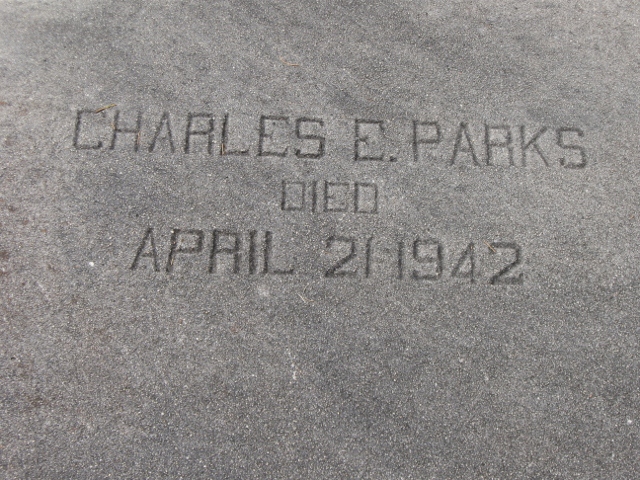 CHARLES E. PARKS
DIED
APRIL 21-1942